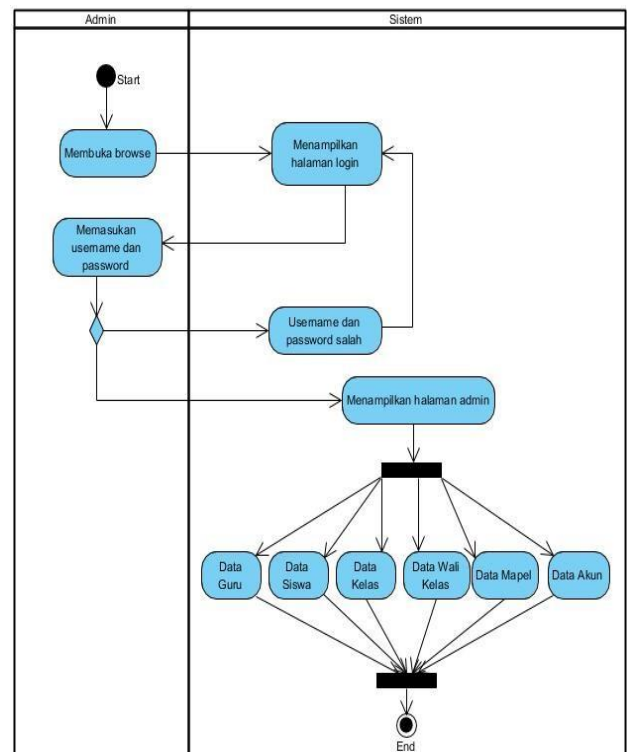 Admin
Sistem
Start
Membuka browse
Menampilkan
halaman login
Memasukan
username dan
password
Username dan
password salah
Menampilkan halaman admin
Data
Guru
Data
Siswa
Data
Kelas
Data Wali
Kelas
Data Mapel
Data Akun
End